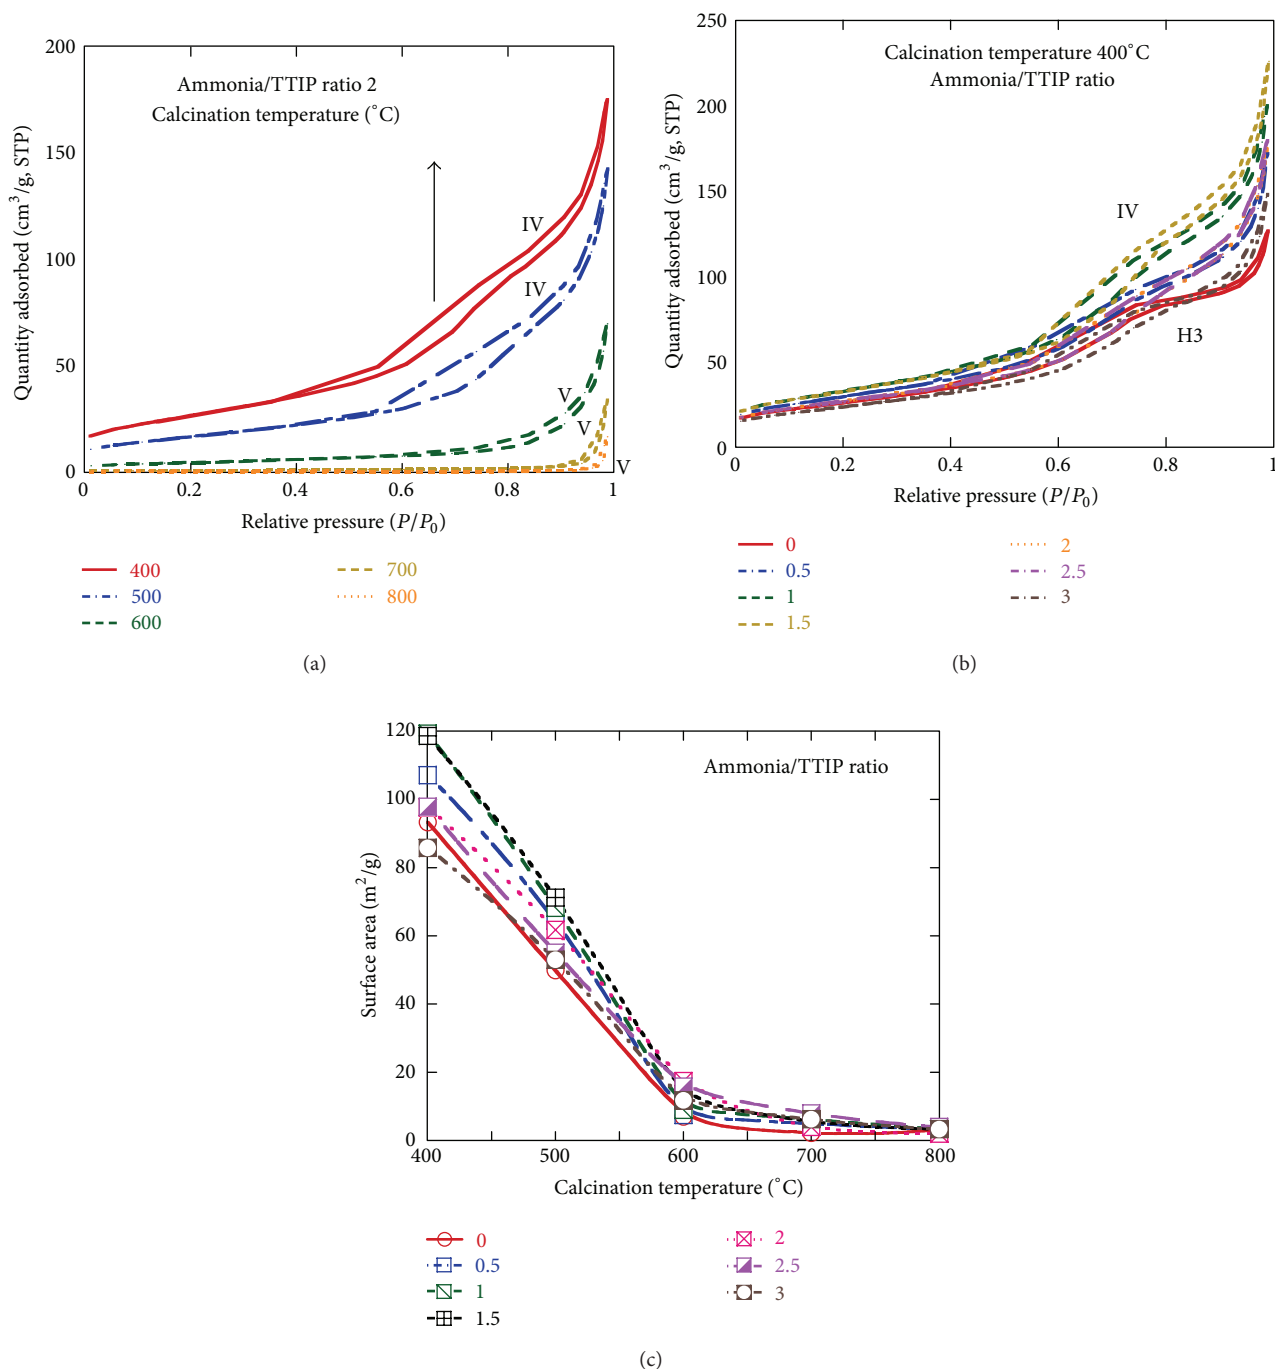 Ammonia/TTIP ratio 2
Calcination temperature (°C)
Quantity adsorbed (cm³/g, STP)
200
150
100
50
0
IV
IV
V
V
V
0
0.2
0.4
0.6
0.8
1
Relative pressure (P/P₀)
400
500
600
700
800
(a)
Calcination temperature 400°C
Ammonia/TTIP ratio
Quantity adsorbed (cm³/g, STP)
250
200
150
100
50
0
IV
H3
0
0.2
0.4
0.6
0.8
1
Relative pressure (P/P₀)
0
0.5
1
1.5
2
2.5
3
(b)
Ammonia/TTIP ratio
Surface area (m²/g)
120
100
80
60
40
20
0
400
500
600
700
800
Calcination temperature (°C)
0
0.5
1
1.5
2
2.5
3
(c)